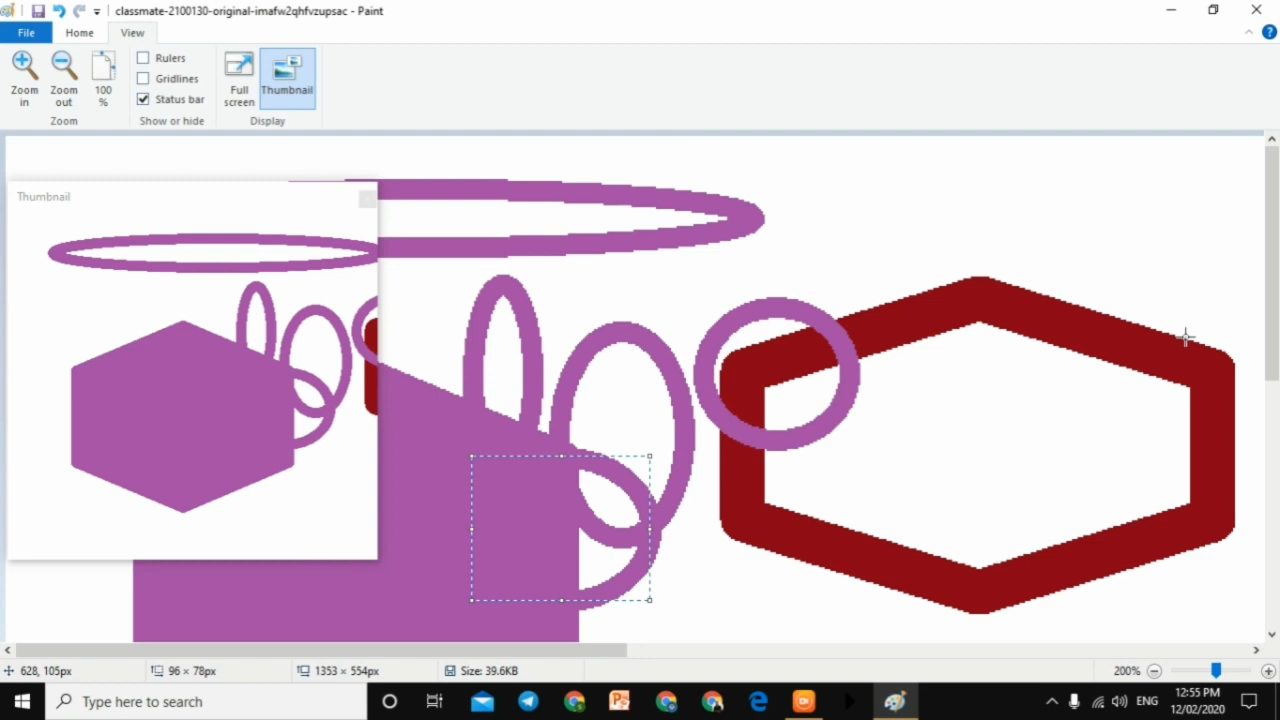 classmate-2100130-original-imafw2qhfvzupsac - Paint
File Home View
Zoom in
Zoom out
100 %
Rulers
Gridlines
Status bar
Full screen
Thumbnail
Zoom
Show or hide
Display
Thumbnail
628, 105px
96 × 78px
1353 × 554px
Size: 39.6KB
200%
Type here to search
ENG
12:55 PM
12/02/2020